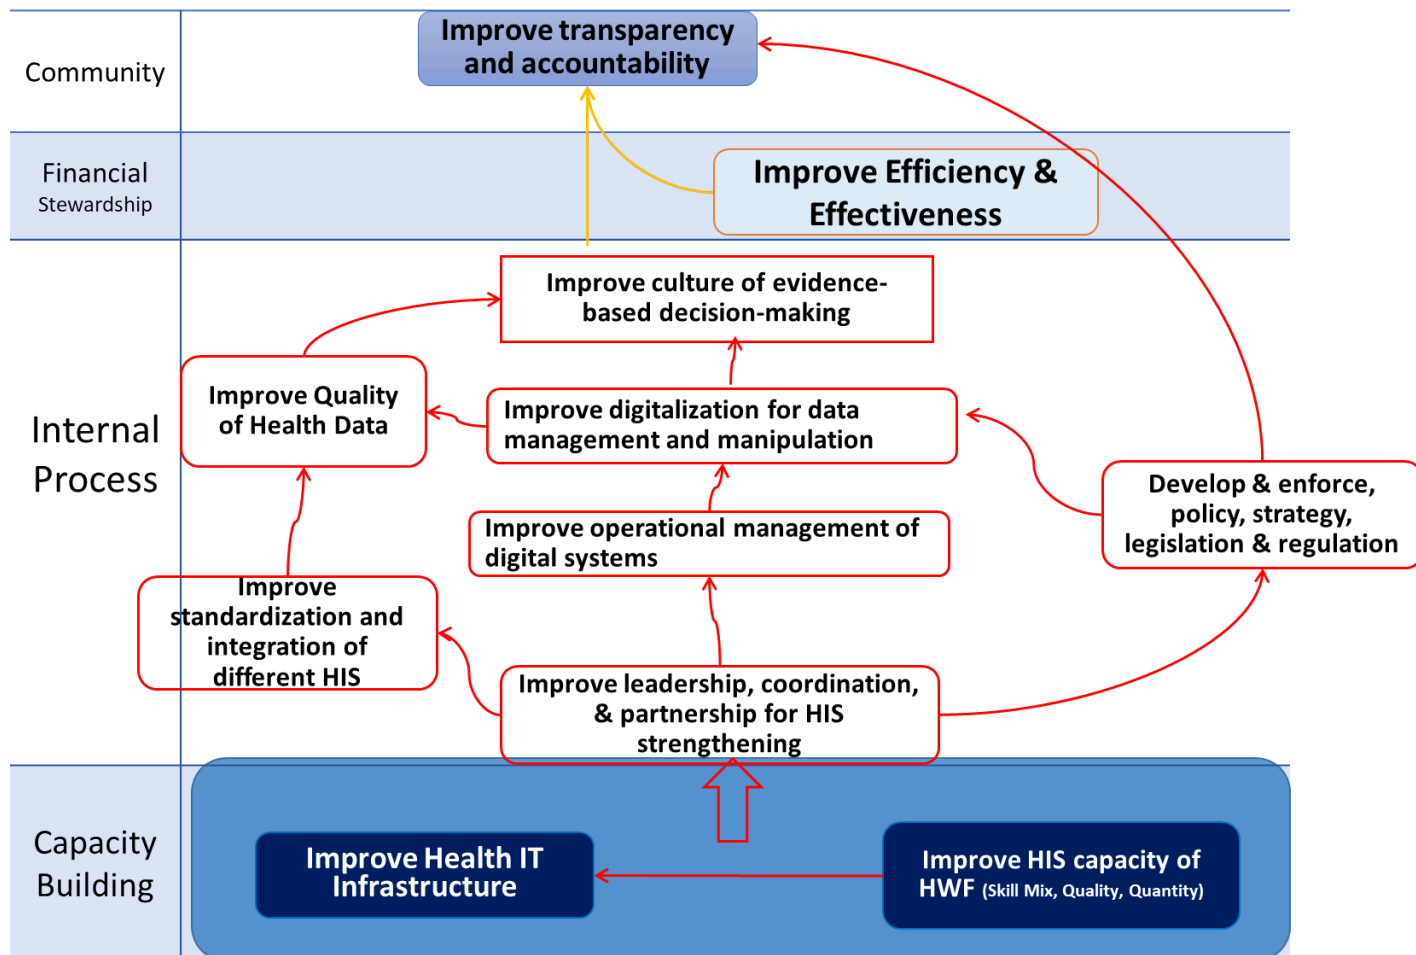 Community
Improve transparency
and accountability
Financial
Stewardship
Improve Efficiency &
Effectiveness
Internal
Process
Improve culture of evidence-
based decision-making
Improve Quality
of Health Data
Improve digitalization for data
management and manipulation
Develop & enforce,
policy, strategy,
legislation & regulation
Improve operational management of
digital systems
Improve
standardization and
integration of
different HIS
Improve leadership, coordination,
& partnership for HIS
strengthening
Capacity
Building
Improve Health IT
Infrastructure
Improve HIS capacity of
HWF (Skill Mix, Quality, Quantity)